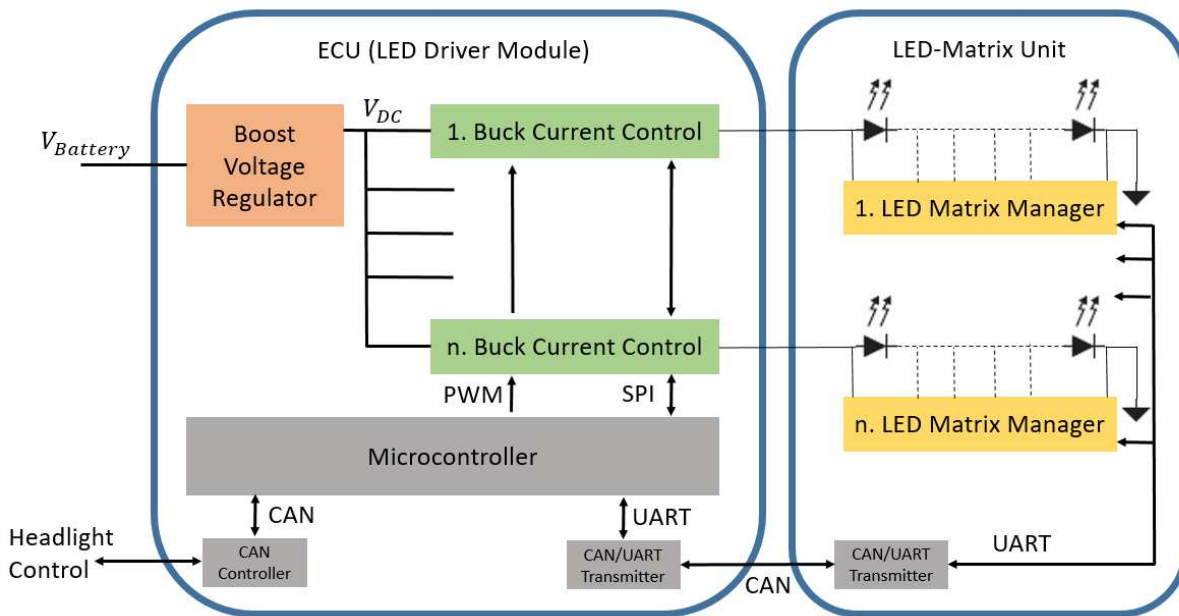 ECU (LED Driver Module)
LED-Matrix Unit
V_Battery
Boost
Voltage
Regulator
V_DC
1. Buck Current Control
1. LED Matrix Manager
n. Buck Current Control
PWM
SPI
n. LED Matrix Manager
Microcontroller
CAN
UART
Headlight
Control
CAN
Controller
CAN/UART
Transmitter
CAN
CAN/UART
Transmitter
UART